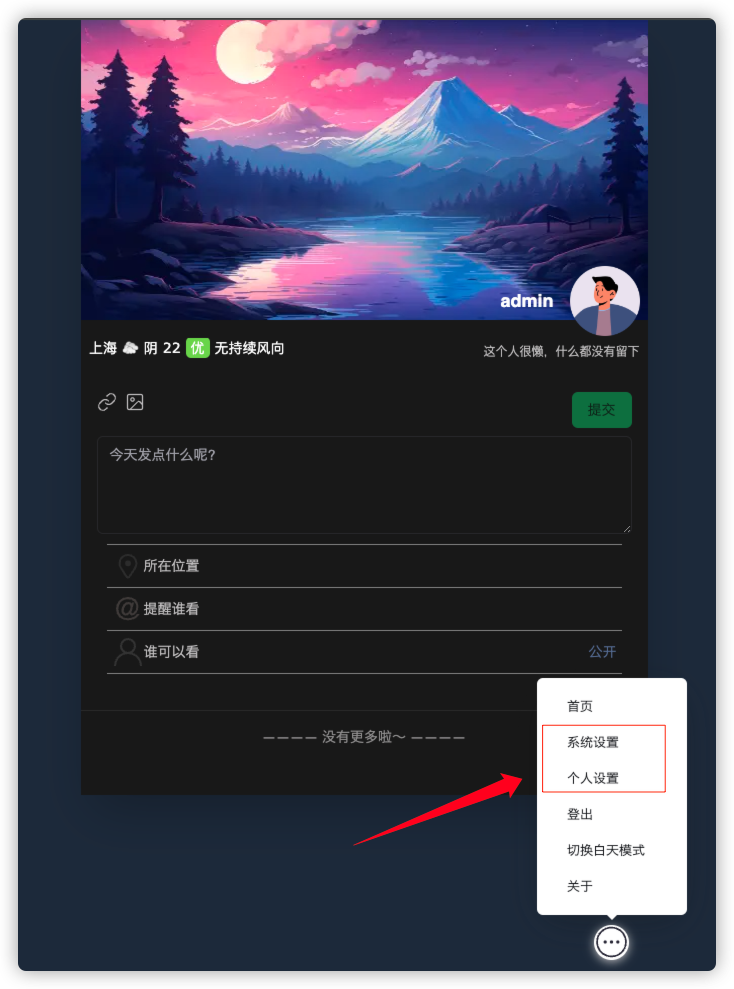 admin
上海 阴 22 优 无持续风向
这个人很懒，什么都没有留下
提交
今天发点什么呢?
所在位置
@ 提醒谁看
谁可以看 公开
———— 没有更多啦～ ————
首页
系统设置
个人设置
登出
切换白天模式
关于